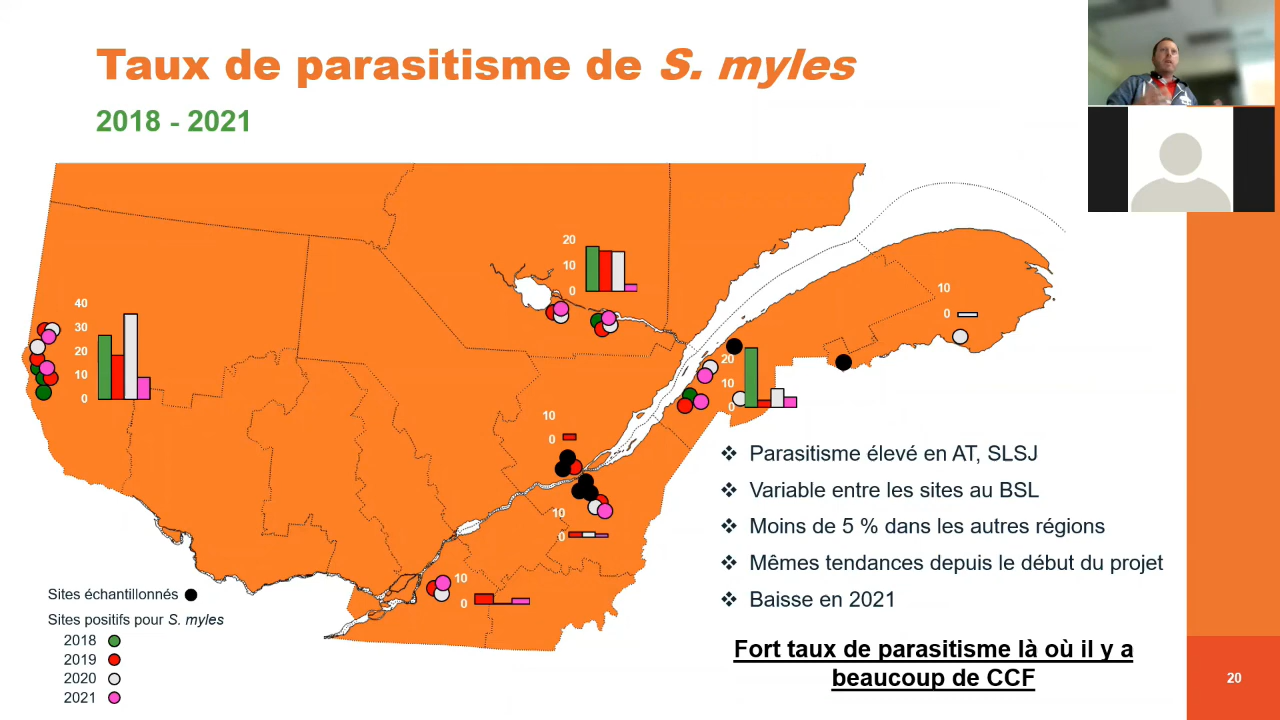 Taux de parasitisme de S. myles
2018 - 2021
20
10
0
40
30
20
10
0
10
0
20
10
0
10
0
10
0
10
0
❖ Parasitisme élevé en AT, SLSJ
❖ Variable entre les sites au BSL
❖ Moins de 5 % dans les autres régions
❖ Mêmes tendances depuis le début du projet
❖ Baisse en 2021
Fort taux de parasitisme là où il y a
beaucoup de CCF
Sites échantillonnés
Sites positifs pour S. myles
2018
2019
2020
2021
20